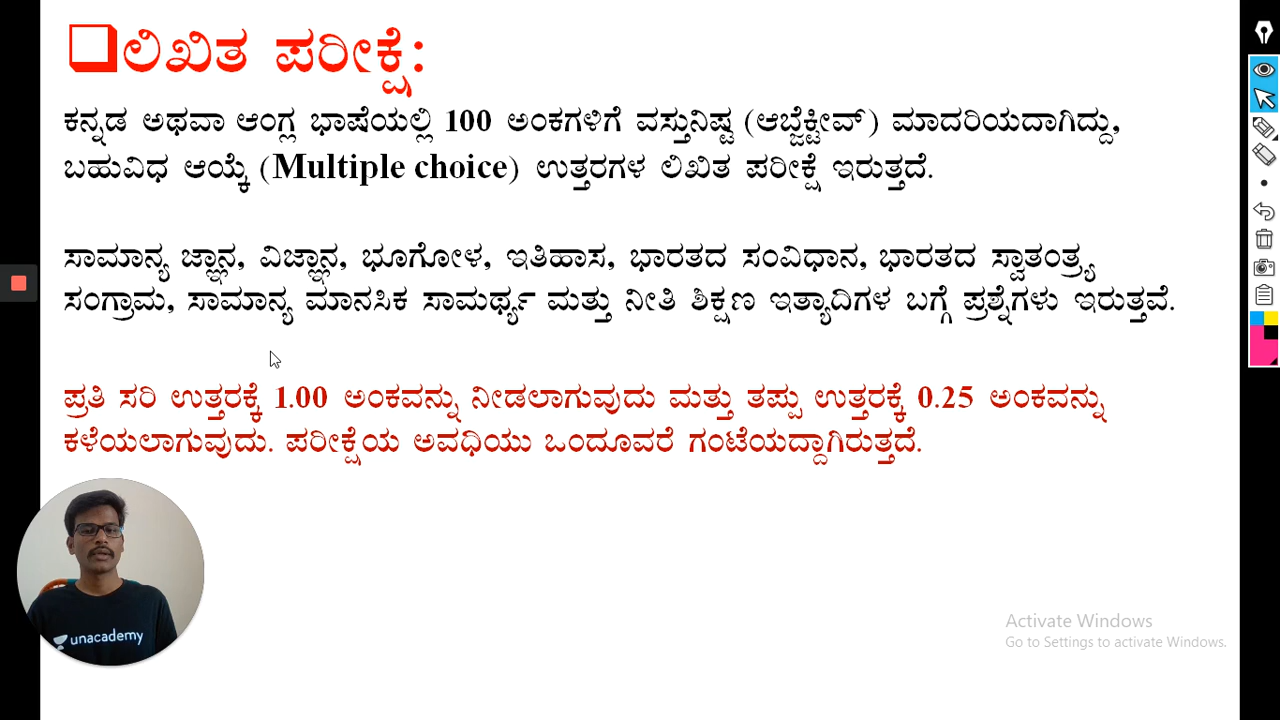 ಲಿಖಿತ ಪರೀಕ್ಷೆ:
ಕನ್ನಡ ಅಥವಾ ಆಂಗ್ಲ ಭಾಷೆಯಲ್ಲಿ 100 ಅಂಕಗಳಿಗೆ ವಸ್ತುನಿಷ್ಟ (ಆಬ್ಜೆಕ್ಟೀವ್) ಮಾದರಿಯದಾಗಿದ್ದು,
ಬಹುವಿಧ ಆಯ್ಕೆ (Multiple choice) ಉತ್ತರಗಳ ಲಿಖಿತ ಪರೀಕ್ಷೆ ಇರುತ್ತದೆ.
ಸಾಮಾನ್ಯ ಜ್ಞಾನ, ವಿಜ್ಞಾನ, ಭೂಗೋಳ, ಇತಿಹಾಸ, ಭಾರತದ ಸಂವಿಧಾನ, ಭಾರತದ ಸ್ವಾತಂತ್ರ್ಯ
ಸಂಗ್ರಾಮ, ಸಾಮಾನ್ಯ ಮಾನಸಿಕ ಸಾಮರ್ಥ್ಯ ಮತ್ತು ನೀತಿ ಶಿಕ್ಷಣ ಇತ್ಯಾದಿಗಳ ಬಗ್ಗೆ ಪ್ರಶ್ನೆಗಳು ಇರುತ್ತವೆ.
ಪ್ರತಿ ಸರಿ ಉತ್ತರಕ್ಕೆ 1.00 ಅಂಕವನ್ನು ನೀಡಲಾಗುವುದು ಮತ್ತು ತಪ್ಪು ಉತ್ತರಕ್ಕೆ 0.25 ಅಂಕವನ್ನು
ಕಳೆಯಲಾಗುವುದು. ಪರೀಕ್ಷೆಯ ಅವಧಿಯು ಒಂದೂವರೆ ಗಂಟೆಯದ್ದಾಗಿರುತ್ತದೆ.
unacademy
Activate Windows
Go to Settings to activate Windows.